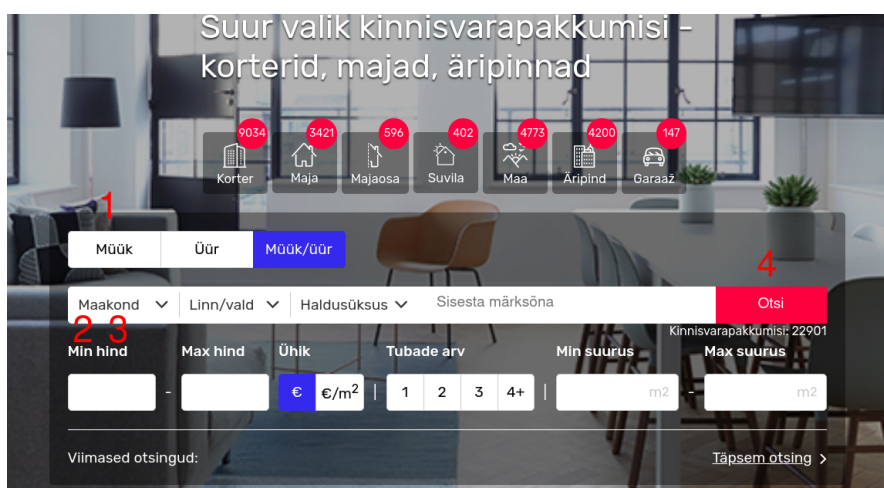 Suur valik kinnisvarapakkumisi -
korterid, majad, äripinnad
9034 3421 596 402 4773 4200 147
Korter Maja Majaosa Suvila Maa Äripind Garaaž
1
Müük Üür Müük/üür
4
Maakond Linn/vald Haldusüksus Sisesta märksõna Otsi
2 3
Kinnisvarapakkumisi: 22901
Min hind Max hind Ühik Tubade arv Min suurus Max suurus
- € €/m² | 1 2 3 4+ | m2 - m2
Viimased otsingud: Täpsem otsing >